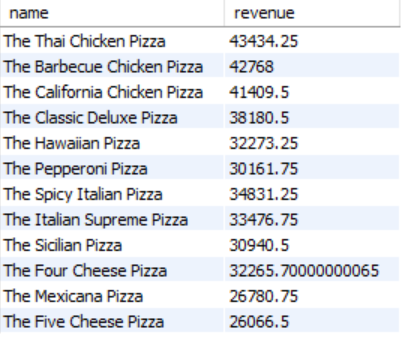 name revenue
The Thai Chicken Pizza 43434.25
The Barbecue Chicken Pizza 42768
The California Chicken Pizza 41409.5
The Classic Deluxe Pizza 38180.5
The Hawaiian Pizza 32273.25
The Pepperoni Pizza 30161.75
The Spicy Italian Pizza 34831.25
The Italian Supreme Pizza 33476.75
The Sicilian Pizza 30940.5
The Four Cheese Pizza 32265.70000000065
The Mexicana Pizza 26780.75
The Five Cheese Pizza 26066.5